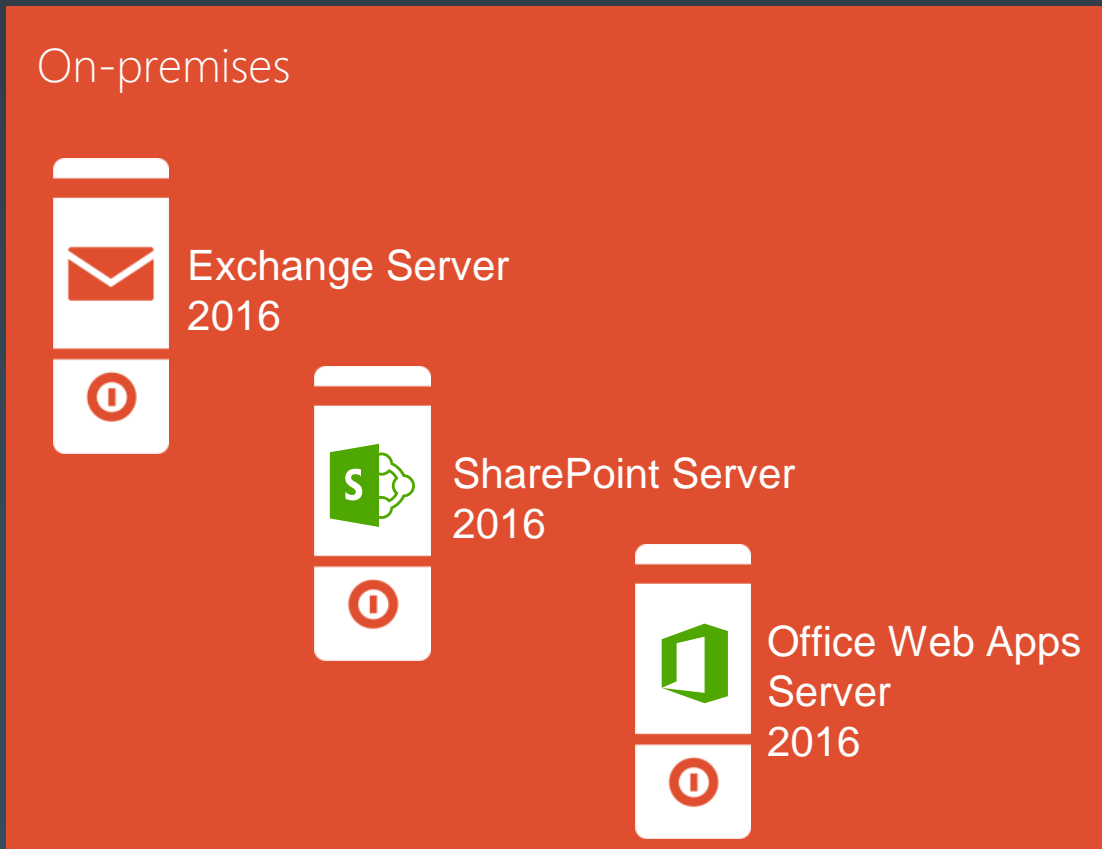 On-premises
Exchange Server
2016
S
SharePoint Server
2016
Office Web Apps
Server
2016